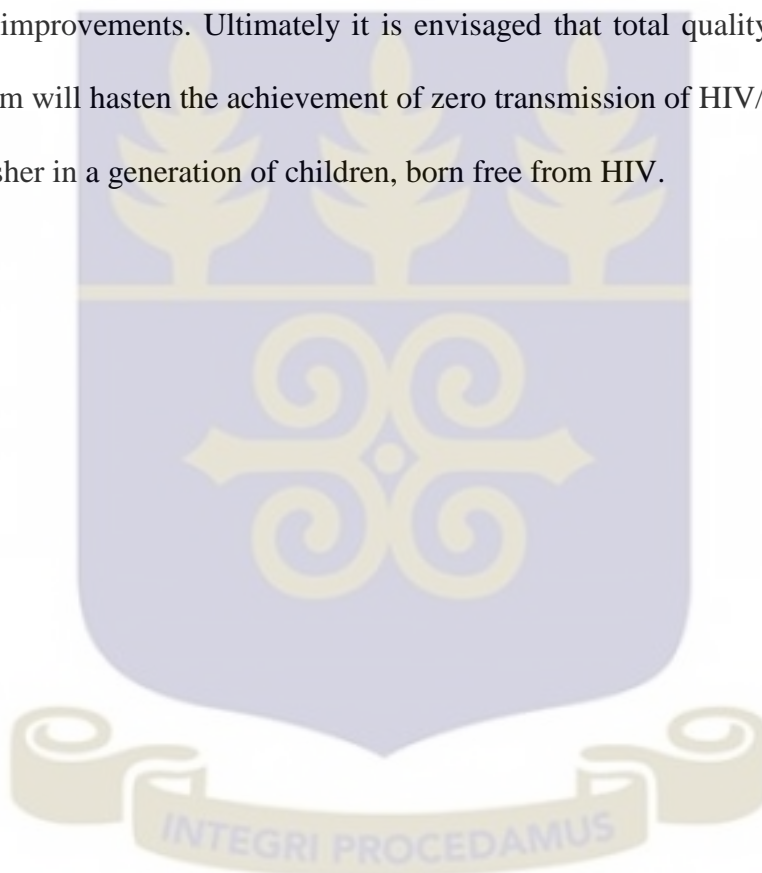 improvements. Ultimately it is envisaged that total quality
m will hasten the achievement of zero transmission of HIV/
sher in a generation of children, born free from HIV.
INTEGRI PROCEDAMUS